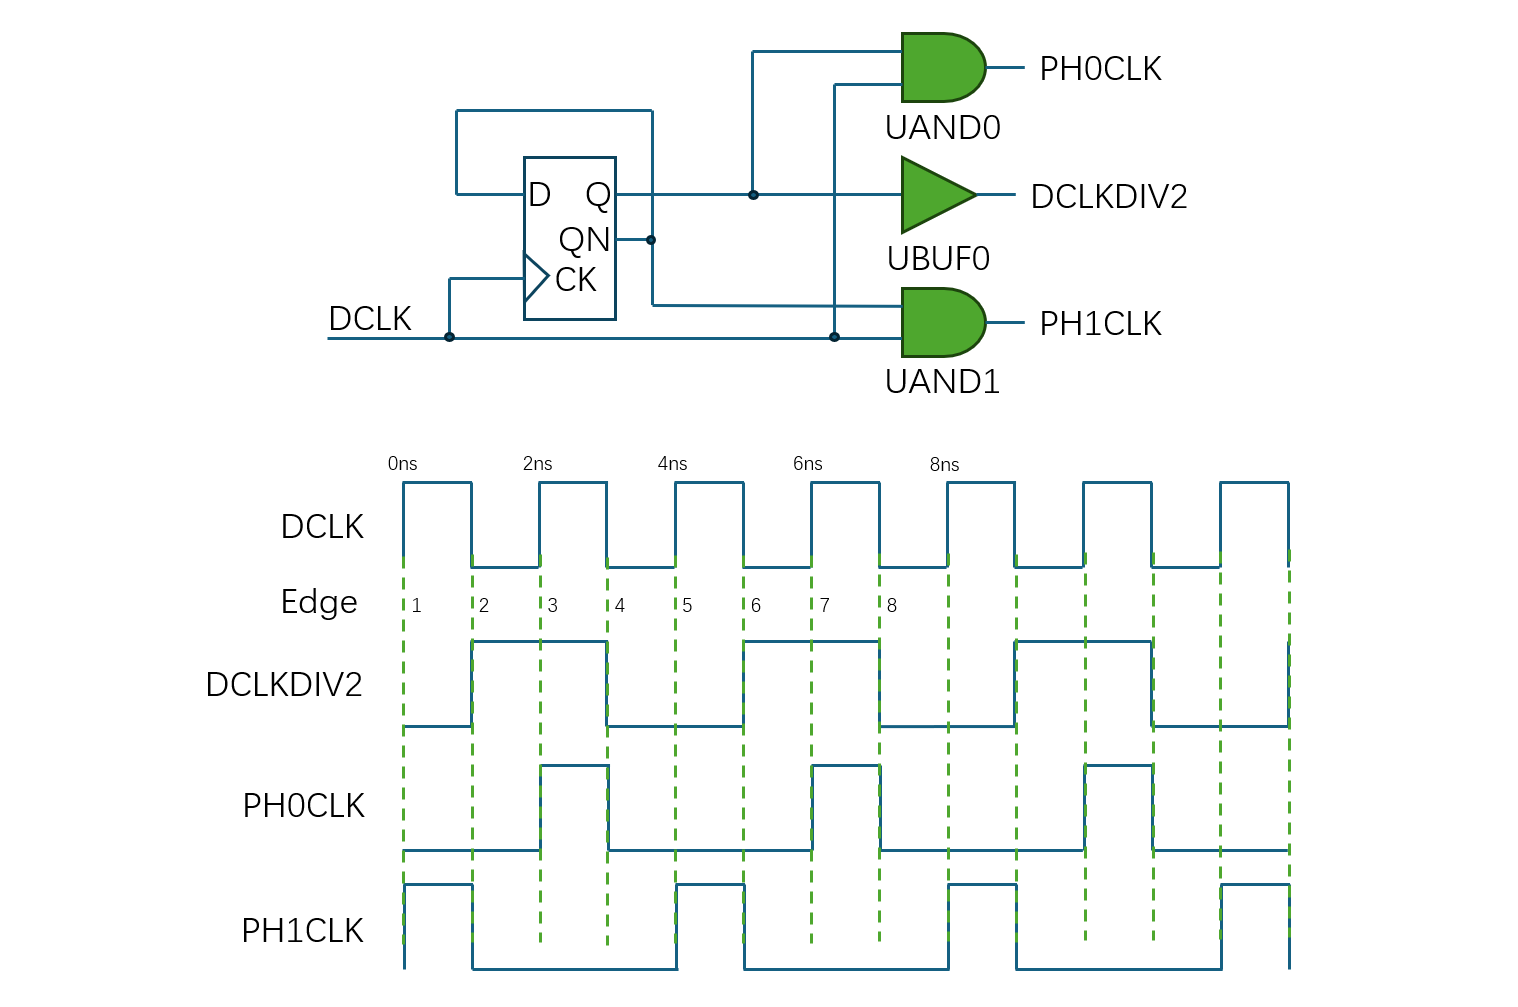 PH0CLK
UAND0
D Q
DCLKDIV2
QN
UBUF0
CK
DCLK
PH1CLK
UAND1
0ns 2ns 4ns 6ns 8ns
DCLK
Edge 1 2 3 4 5 6 7 8
DCLKDIV2
PH0CLK
PH1CLK